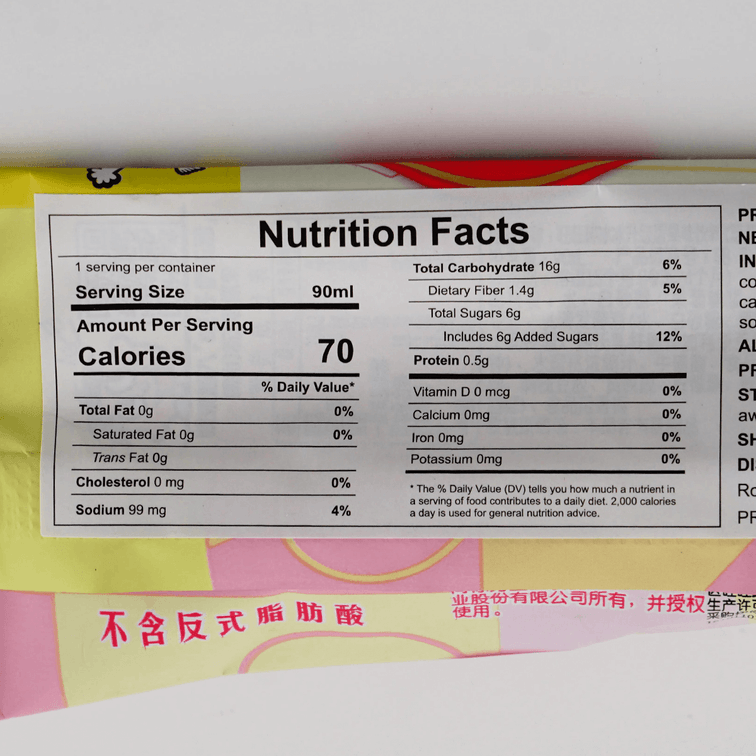 Nutrition Facts
1 serving per container
Serving Size 90ml
Amount Per Serving
Calories 70
% Daily Value*
Total Fat 0g 0%
Saturated Fat 0g 0%
Trans Fat 0g
Cholesterol 0 mg 0%
Sodium 99 mg 4%
Total Carbohydrate 16g 6%
Dietary Fiber 1.4g 5%
Total Sugars 6g
Includes 6g Added Sugars 12%
Protein 0.5g
Vitamin D 0 mcg 0%
Calcium 0mg 0%
Iron 0mg 0%
Potassium 0mg 0%
* The % Daily Value (DV) tells you how much a nutrient in
a serving of food contributes to a daily diet. 2,000 calories
a day is used for general nutrition advice.
不含反式脂肪酸
业股份有限公司所有，并授权
使用。
生产许